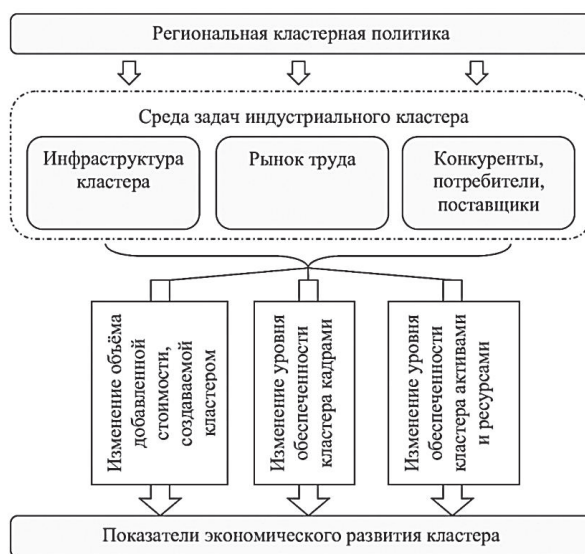 Региональная кластерная политика
Среда задач индустриального кластера
Инфраструктура
кластера
Рынок труда
Конкуренты,
потребители,
поставщики
Изменение объёма
добавленной
стоимости,
создаваемой
кластером
Изменение уровня
обеспеченности
кластера кадрами
Изменение уровня
обеспеченности
кластера активами
и ресурсами
Показатели экономического развития кластера